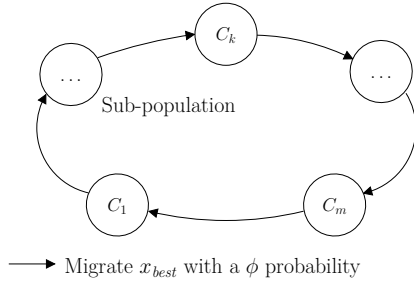 C_k
...
...
Sub-population
C_1
C_m
Migrate x_best with a ϕ probability